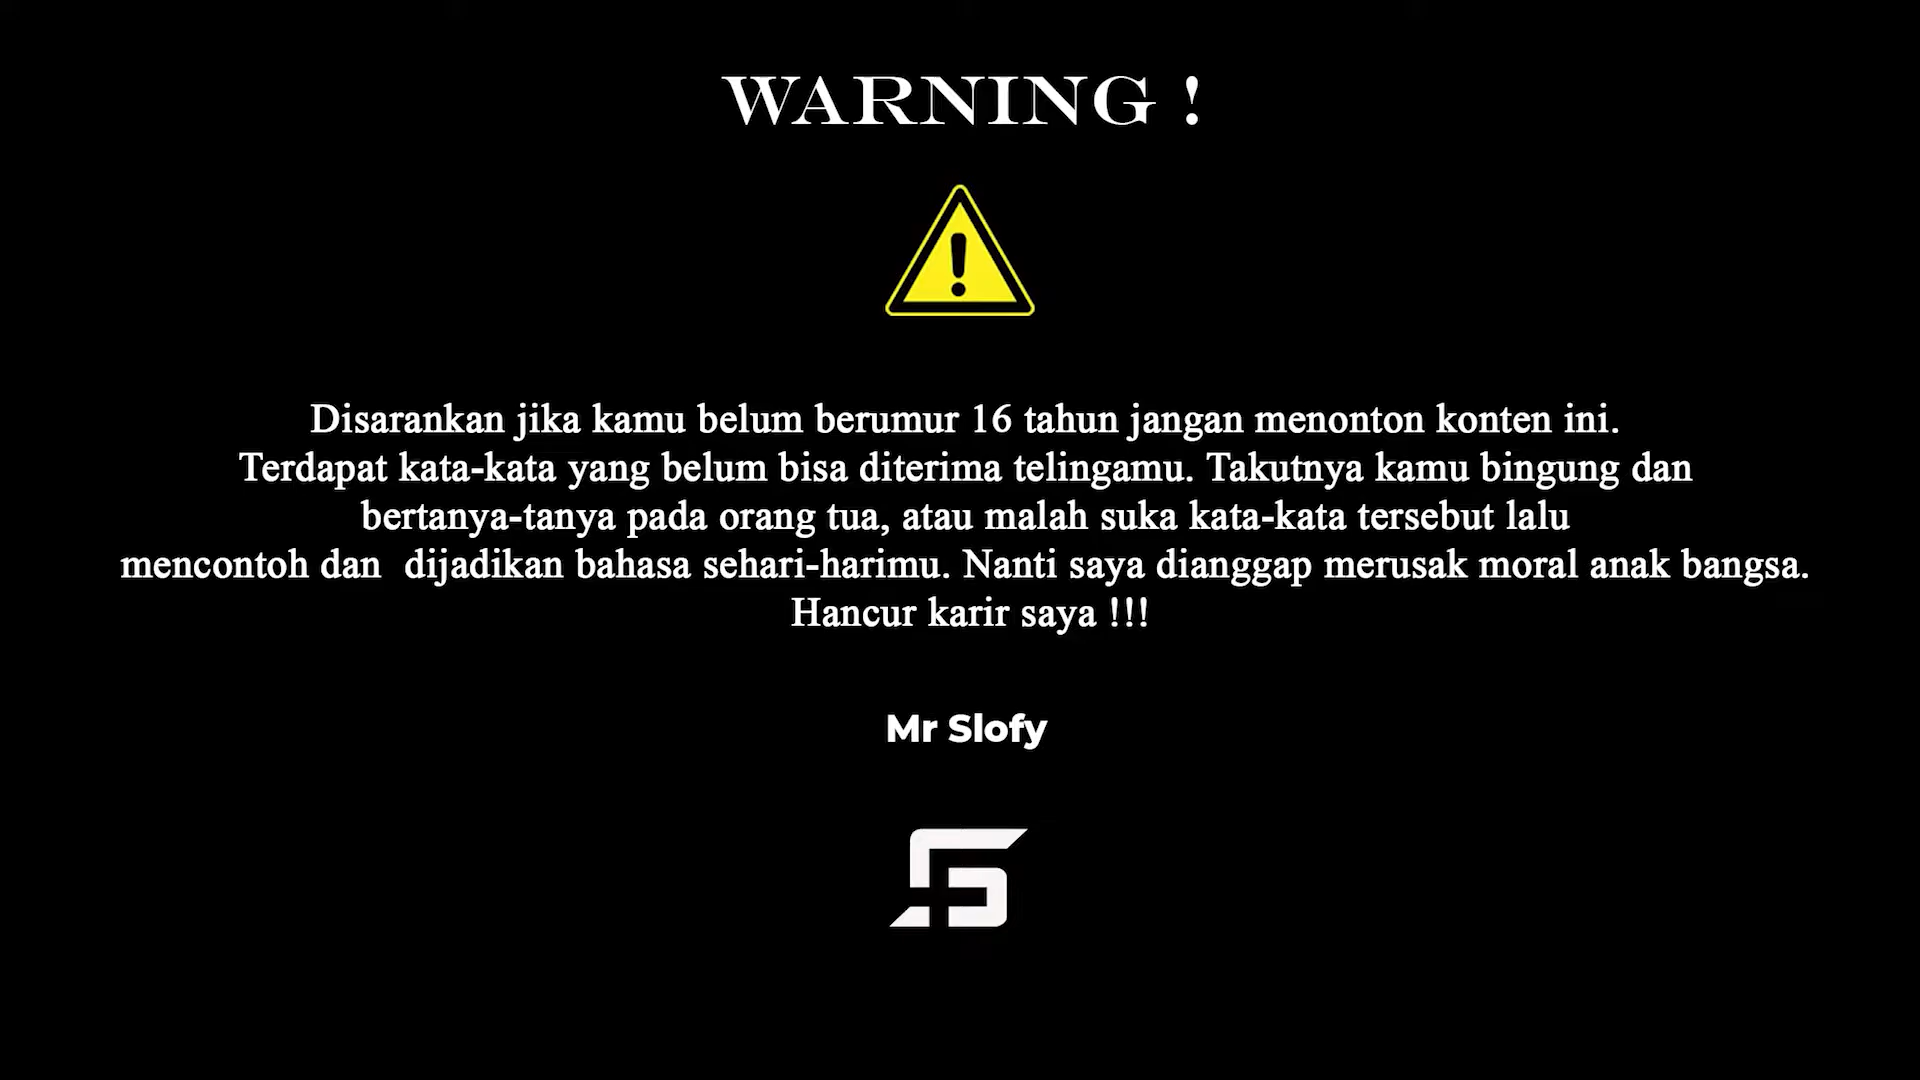 WARNING !
Disarankan jika kamu belum berumur 16 tahun jangan menonton konten ini.
Terdapat kata-kata yang belum bisa diterima telingamu. Takutnya kamu bingung dan
bertanya-tanya pada orang tua, atau malah suka kata-kata tersebut lalu
mencontoh dan  dijadikan bahasa sehari-harimu. Nanti saya dianggap merusak moral anak bangsa.
Hancur karir saya !!!
Mr Slofy